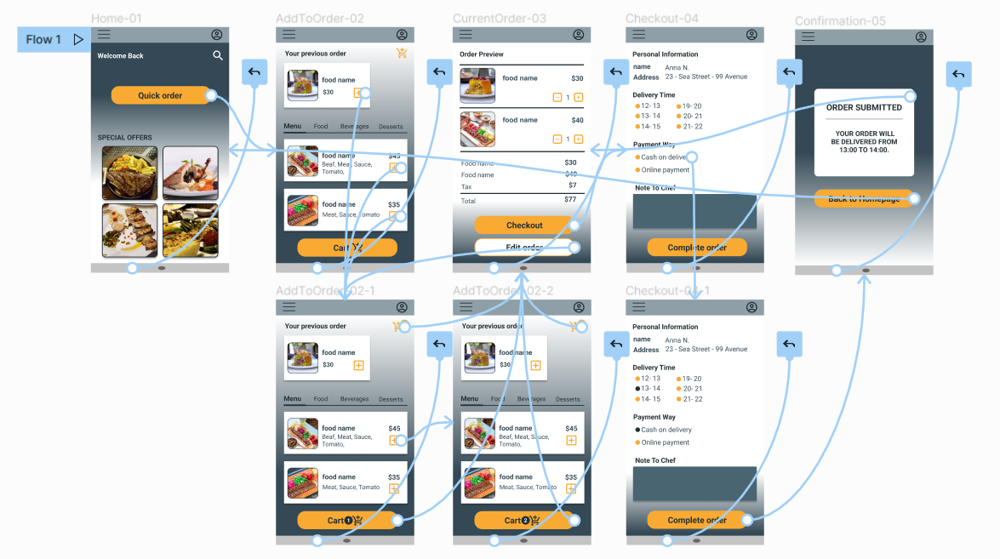 Home-01
AddToOrder-02
CurrentOrder-03
Checkout-04
Confirmation-05
Flow 1
Welcome Back
Quick order
SPECIAL OFFERS
Your previous order
food name
$30
Menu Food Beverages Desserts
food name $45
Beaf, Meat, Sauce,
Tomato,
food name $35
Meat, Sauce, Tomato
Cart
Order Preview
food name $30
1
food name $40
1
Food name $30
Food name $40
Tax $7
Total $77
Checkout
Edit order
Personal Information
name Anna N.
Address 23 - Sea Street - 99 Avenue
Delivery Time
12- 13 19- 20
13- 14 20- 21
14- 15 21- 22
Payment Way
Cash on delive
Online payment
Note To Chef
Complete order
ORDER SUBMITTED
YOUR ORDER WILL
BE DELIVERED FROM
13:00 TO 14:00.
Back to Homepage
AddToOrder-02-1
AddToOrder-02-2
Checkout-04-1
Your previous order
food name
$30
Menu Food Beverages Desserts
food name $45
Beaf, Meat, Sauce,
Tomato,
food name $35
Meat, Sauce, Tomato
Cart 1
Your previous order
food name
$30
Menu Food Beverages Desserts
food name $45
Beaf, Meat, Sauce,
Tomato,
food name $35
Meat, Sauce, Tomato
Cart 2
Personal Information
name Anna N.
Address 23 - Sea Street - 99 Avenue
Delivery Time
12- 13 19- 20
13- 14 20- 21
14- 15 21- 22
Payment Way
Cash on delivery
Online payment
Note To Chef
Complete order